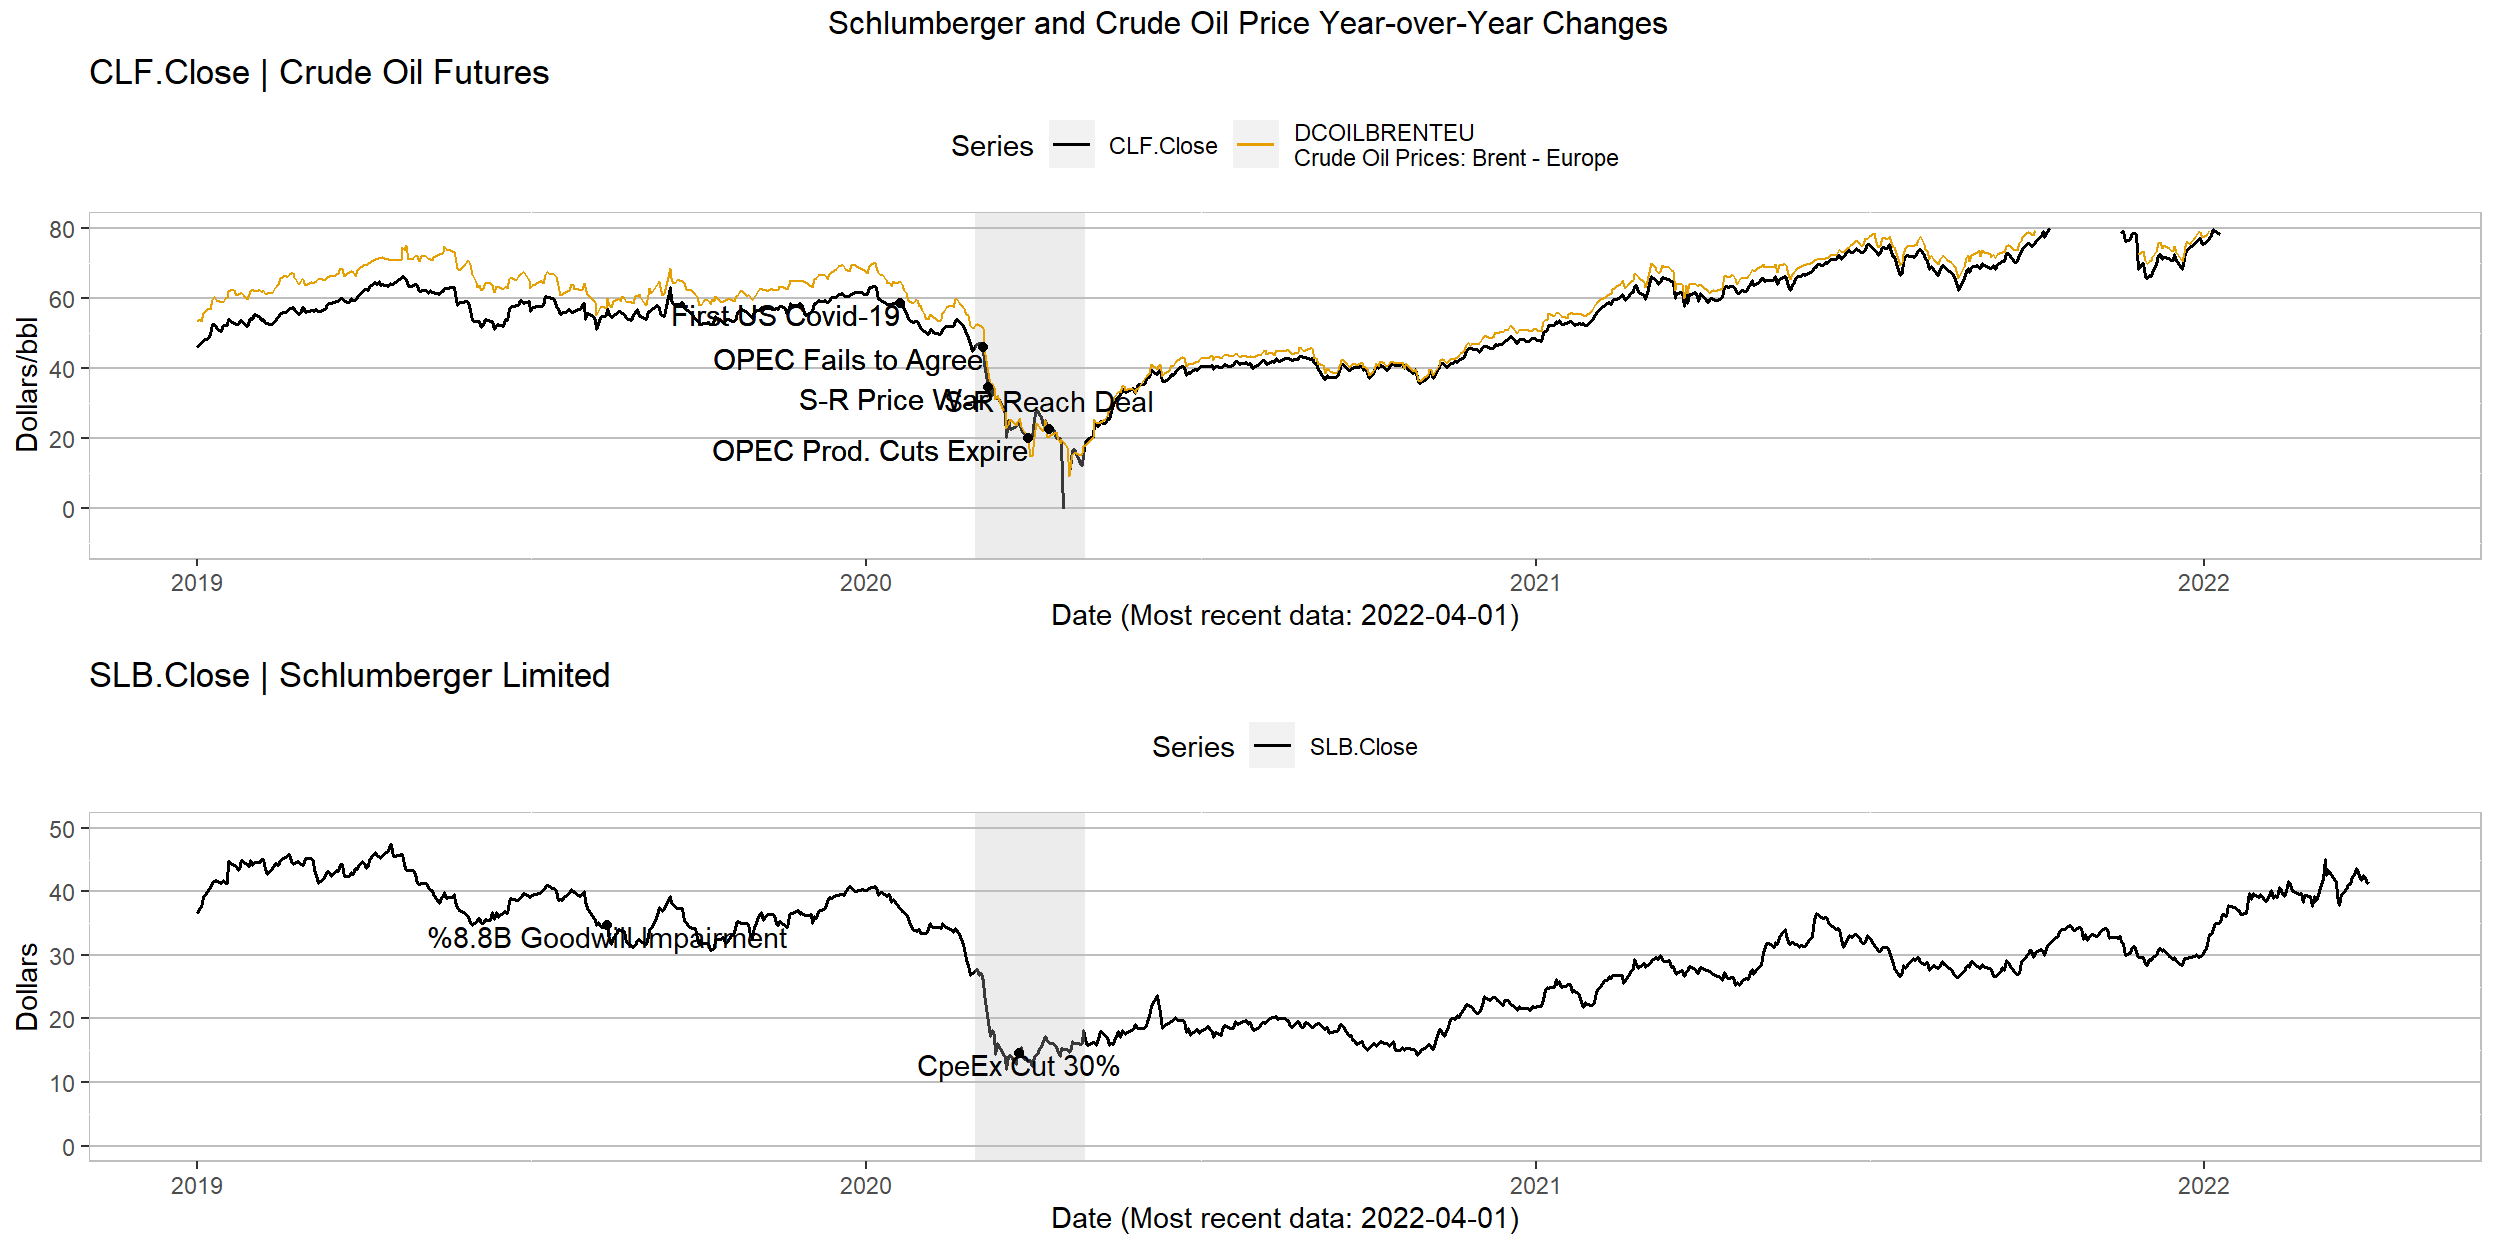 Schlumberger and Crude Oil Price Year-over-Year Changes
CLF.Close | Crude Oil Futures
Series
CLF.Close
DCOILBRENTEU
Crude Oil Prices: Brent - Europe
Dollars/bbl
80
60
40
20
0
First US Covid-19
OPEC Fails to Agree
S-R Price War
S-R Reach Deal
OPEC Prod. Cuts Expire
2019
2020
2021
2022
Date (Most recent data: 2022-04-01)
SLB.Close | Schlumberger Limited
Series
SLB.Close
Dollars
50
40
30
20
10
0
%8.8B Goodwill Impairment
CpeEx Cut 30%
2019
2020
2021
2022
Date (Most recent data: 2022-04-01)